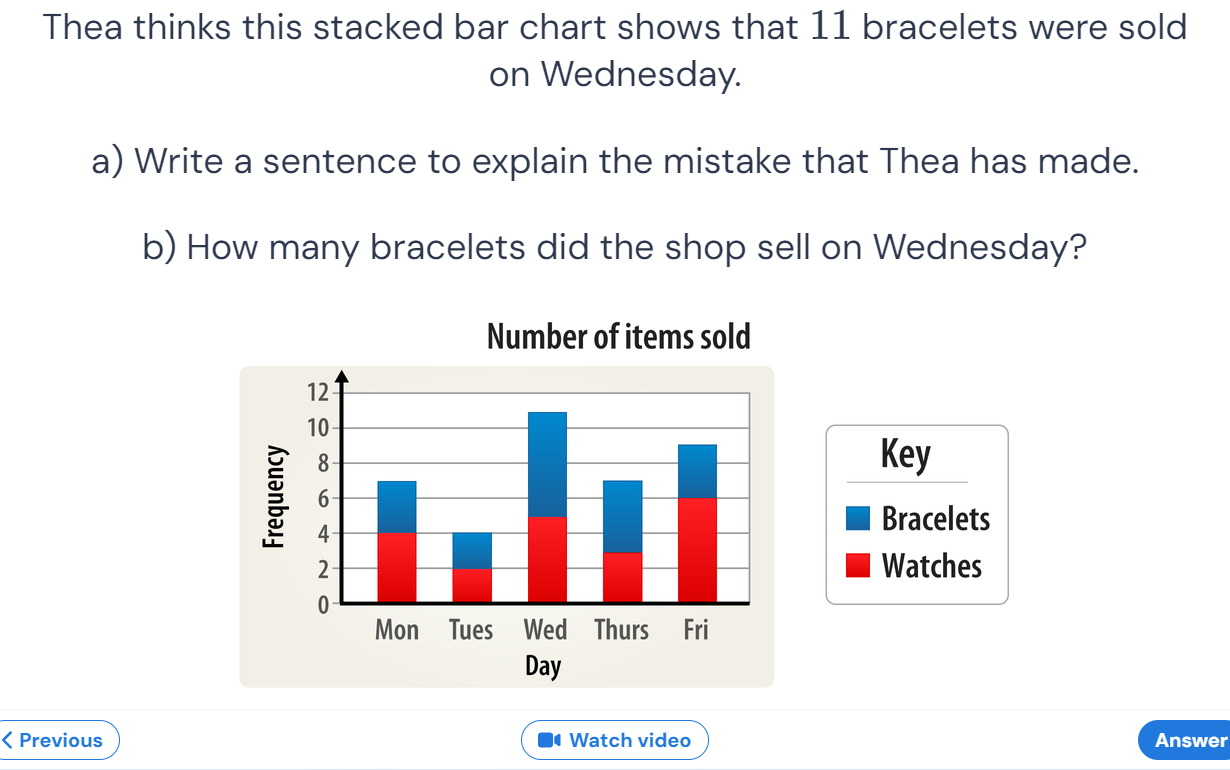 Thea thinks this stacked bar chart shows that 11 bracelets were sold
on Wednesday.
a) Write a sentence to explain the mistake that Thea has made.
b) How many bracelets did the shop sell on Wednesday?
Number of items sold
12
10
8
6
4
2
0
Frequency
Mon Tues Wed Thurs Fri
Day
Key
Bracelets
Watches
< Previous
Watch video
Answer